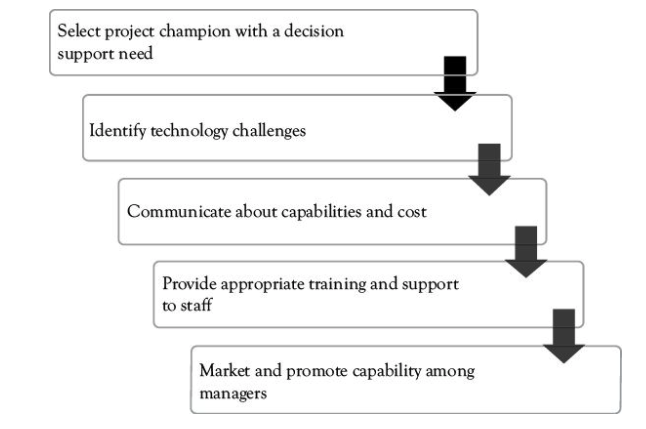 Select project champion with a decision
support need
Identify technology challenges
Communicate about capabilities and cost
Provide appropriate training and support
to staff
Market and promote capability among
managers